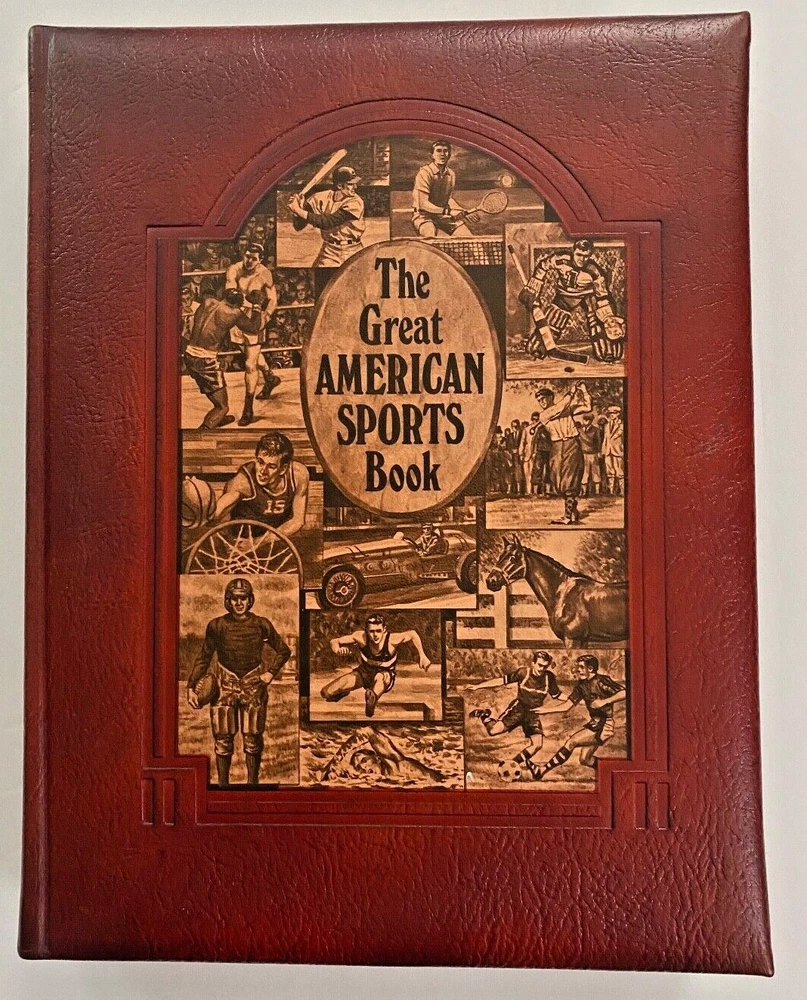 The
Great
AMERICAN
SPORTS
Book
15